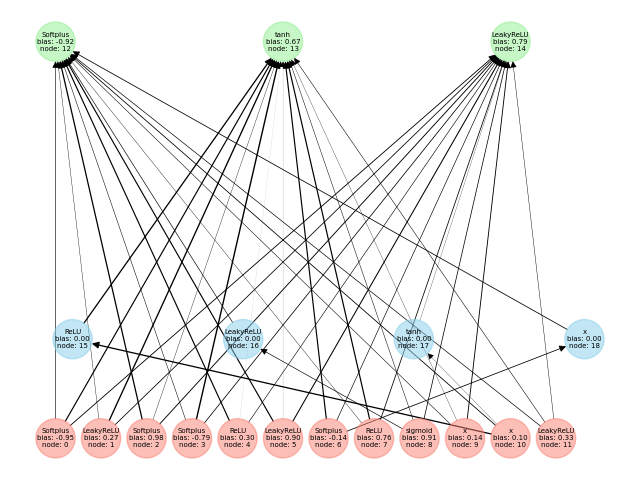 Softplus
bias: -0.92
node: 12
tanh
bias: 0.67
node: 13
LeakyReLU
bias: 0.79
node: 14
ReLU
bias: 0.00
node: 15
LeakyReLU
bias: 0.00
node: 16
tanh
bias: 0.00
node: 17
x
bias: 0.00
node: 18
Softplus
bias: -0.95
node: 0
LeakyReLU
bias: 0.27
node: 1
Softplus
bias: 0.98
node: 2
Softplus
bias: -0.79
node: 3
ReLU
bias: 0.30
node: 4
LeakyReLU
bias: 0.90
node: 5
Softplus
bias: -0.14
node: 6
ReLU
bias: 0.76
node: 7
sigmoid
bias: 0.91
node: 8
x
bias: 0.14
node: 9
x
bias: 0.10
node: 10
LeakyReLU
bias: 0.33
node: 11